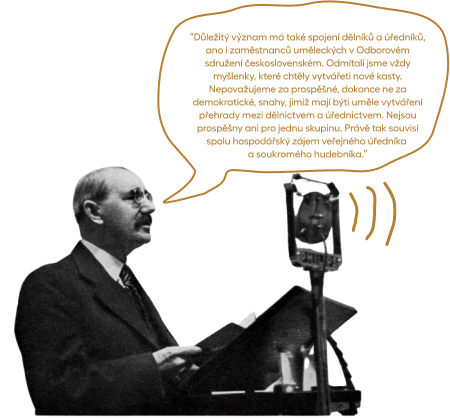 "Důležitý význam má také spojení dělníků a úředníků,
ano i zaměstnanců uměleckých v Odborovém
sdružení československém. Odmítali jsme vždy
myšlenky, které chtěly vytvářeti nové kasty.
Nepovažujeme za prospěšné, dokonce ne za
demokratické, snahy, jimiž mají býti uměle vytváření
přehrady mezi dělnictvem a úřednictvem. Nejsou
prospěšny ani pro jednu skupinu. Právě tak souvisí
spolu hospodářský zájem veřejného úředníka
a soukromého hudebníka."
PHILIPS